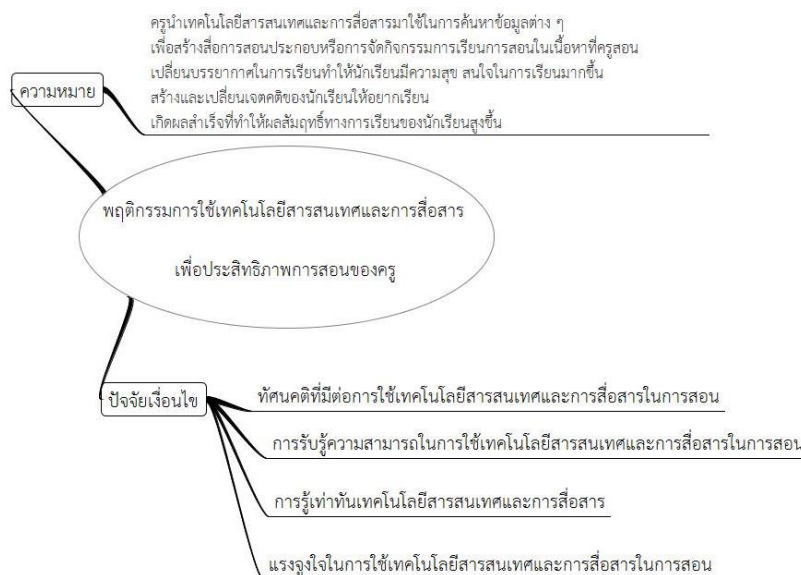 ครูนำเทคโนโลยีสารสนเทศและการสื่อสารมาใช้ในการค้นหาข้อมูลต่าง ๆ
เพื่อสร้างสื่อการสอนประกอบหรือการจัดกิจกรรมการเรียนการสอนในเนื้อหาที่ครูสอน
เปลี่ยนบรรยากาศในการเรียนทำให้นักเรียนมีความสุข สนใจในการเรียนมากขึ้น
สร้างและเปลี่ยนเจตคติของนักเรียนให้อยากเรียน
เกิดผลสำเร็จที่ทำให้ผลสัมฤทธิ์ทางการเรียนของนักเรียนสูงขึ้น
ความหมาย
พฤติกรรมการใช้เทคโนโลยีสารสนเทศและการสื่อสาร
เพื่อประสิทธิภาพการสอนของครู
ปัจจัยเงื่อนไข
ทัศนคติที่มีต่อการใช้เทคโนโลยีสารสนเทศและการสื่อสารในการสอน
การรับรู้ความสามารถในการใช้เทคโนโลยีสารสนเทศและการสื่อสารในการสอน
การรู้เท่าทันเทคโนโลยีสารสนเทศและการสื่อสาร
แรงจูงใจในการใช้เทคโนโลยีสารสนเทศและการสื่อสารในการสอน